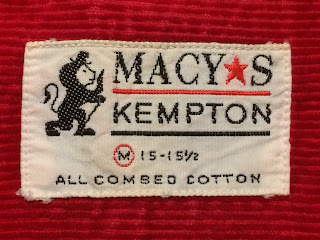 MACY★S
KEMPTON
M 15-15½
ALL COMBED COTTON